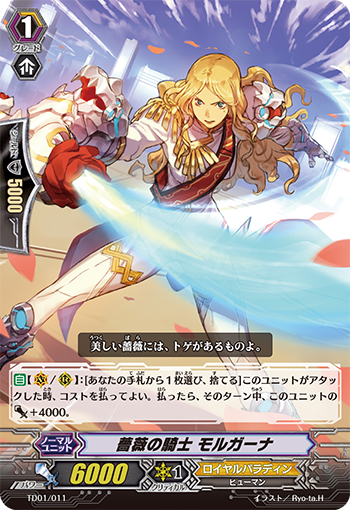 1
グレード
シールド
5000
美しい薔薇には、トゲがあるものよ。
うつく ば ら
自【V/R】:[あなたの手札から1枚選び、捨てる]このユニットがアタッ
クした時、コストを払ってよい。払ったら、そのターン中、このユニットの
+4000。
ノーマル
ユニット
薔薇の騎士 モルガーナ
パワー
6000
1
クリティカル
ロイヤルパラディン
ヒューマン
TD01/011
イラスト/ Ryo-ta.H